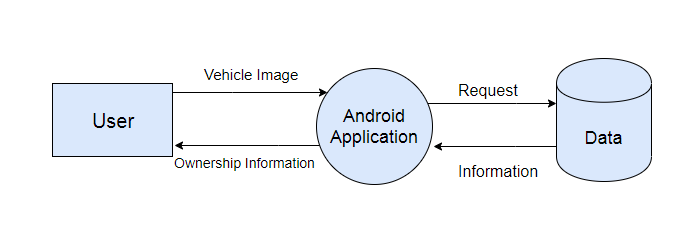 Vehicle Image
User
Ownership Information
Android
Application
Request
Information
Data